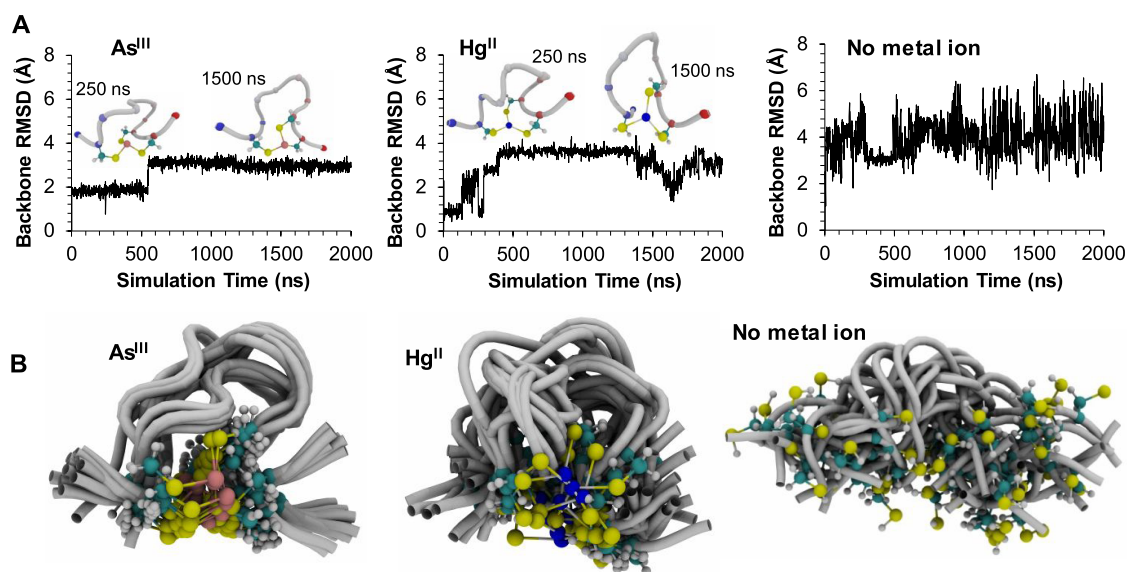 A
As^III
Hg^II
No metal ion
250 ns
1500 ns
250 ns
1500 ns
Backbone RMSD (Å)
8
6
4
2
0
0 500 1000 1500 2000
Simulation Time (ns)
Backbone RMSD (Å)
8
6
4
2
0
0 500 1000 1500 2000
Simulation Time (ns)
Backbone RMSD (Å)
8
6
4
2
0
0 500 1000 1500 2000
Simulation Time (ns)
B
As^III
Hg^II
No metal ion